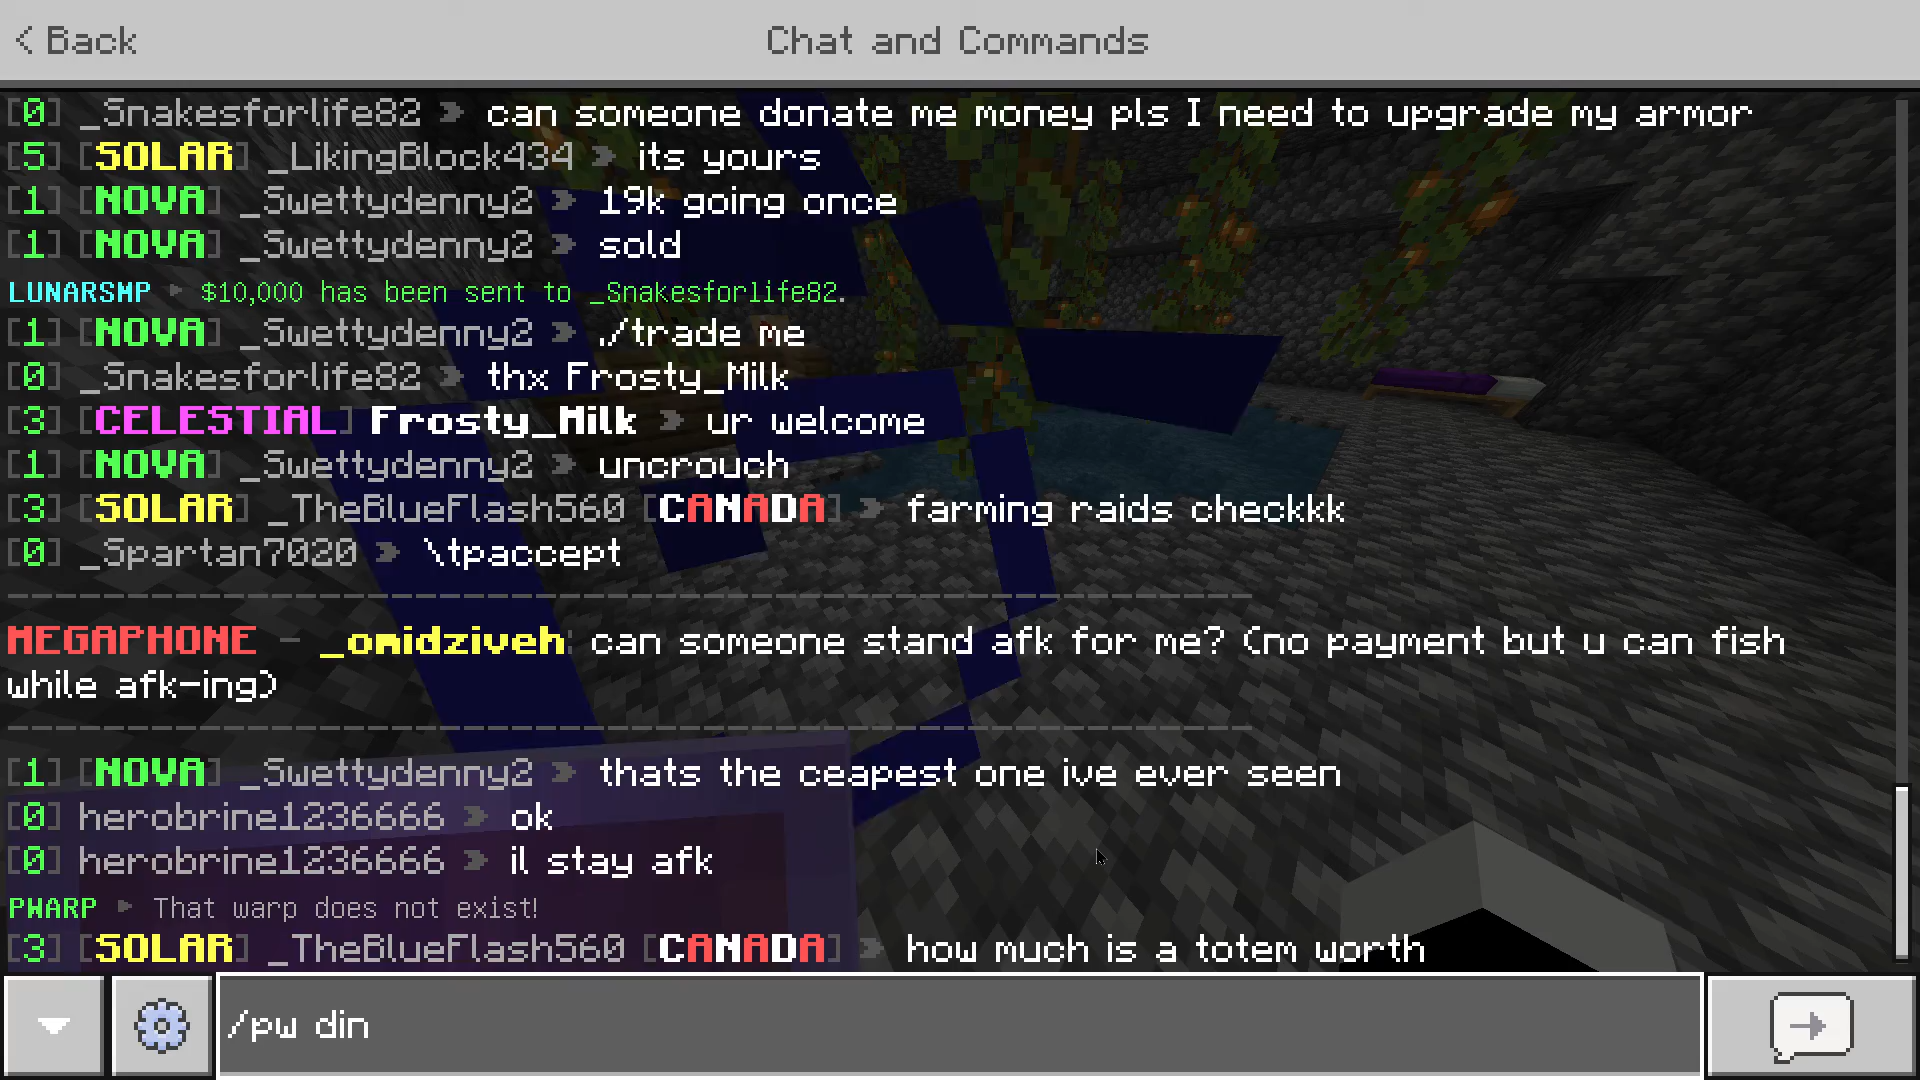 < Back
Chat and Commands
[0] _Snakesforlife82 » can someone donate me money pls I need to upgrade my armor
[5] [SOLAR] _LikingBlock434 » its yours
[1] [NOVA] _Swettydenny2 » 19k going once
[1] [NOVA] _Swettydenny2 » sold
LUNARSMP ▸ $10,000 has been sent to _Snakesforlife82.
[1] [NOVA] _Swettydenny2 » ./trade me
[0] _Snakesforlife82 » thx Frosty_Milk
[3] [CELESTIAL] Frosty_Milk » ur welcome
[1] [NOVA] _Swettydenny2 » uncrouch
[3] [SOLAR] _TheBlueFlash560 [CANADA] » farming raids checkkk
[0] _Spartan7020 » \tpaccept
MEGAPHONE - _omidziveh: can someone stand afk for me? (no payment but u can fish
while afk-ing)
[1] [NOVA] _Swettydenny2 » thats the ceapest one ive ever seen
[0] herobrine1236666 » ok
[0] herobrine1236666 » il stay afk
PWARP ▸ That warp does not exist!
[3] [SOLAR] _TheBlueFlash560 [CANADA] » how much is a totem worth
/pw din